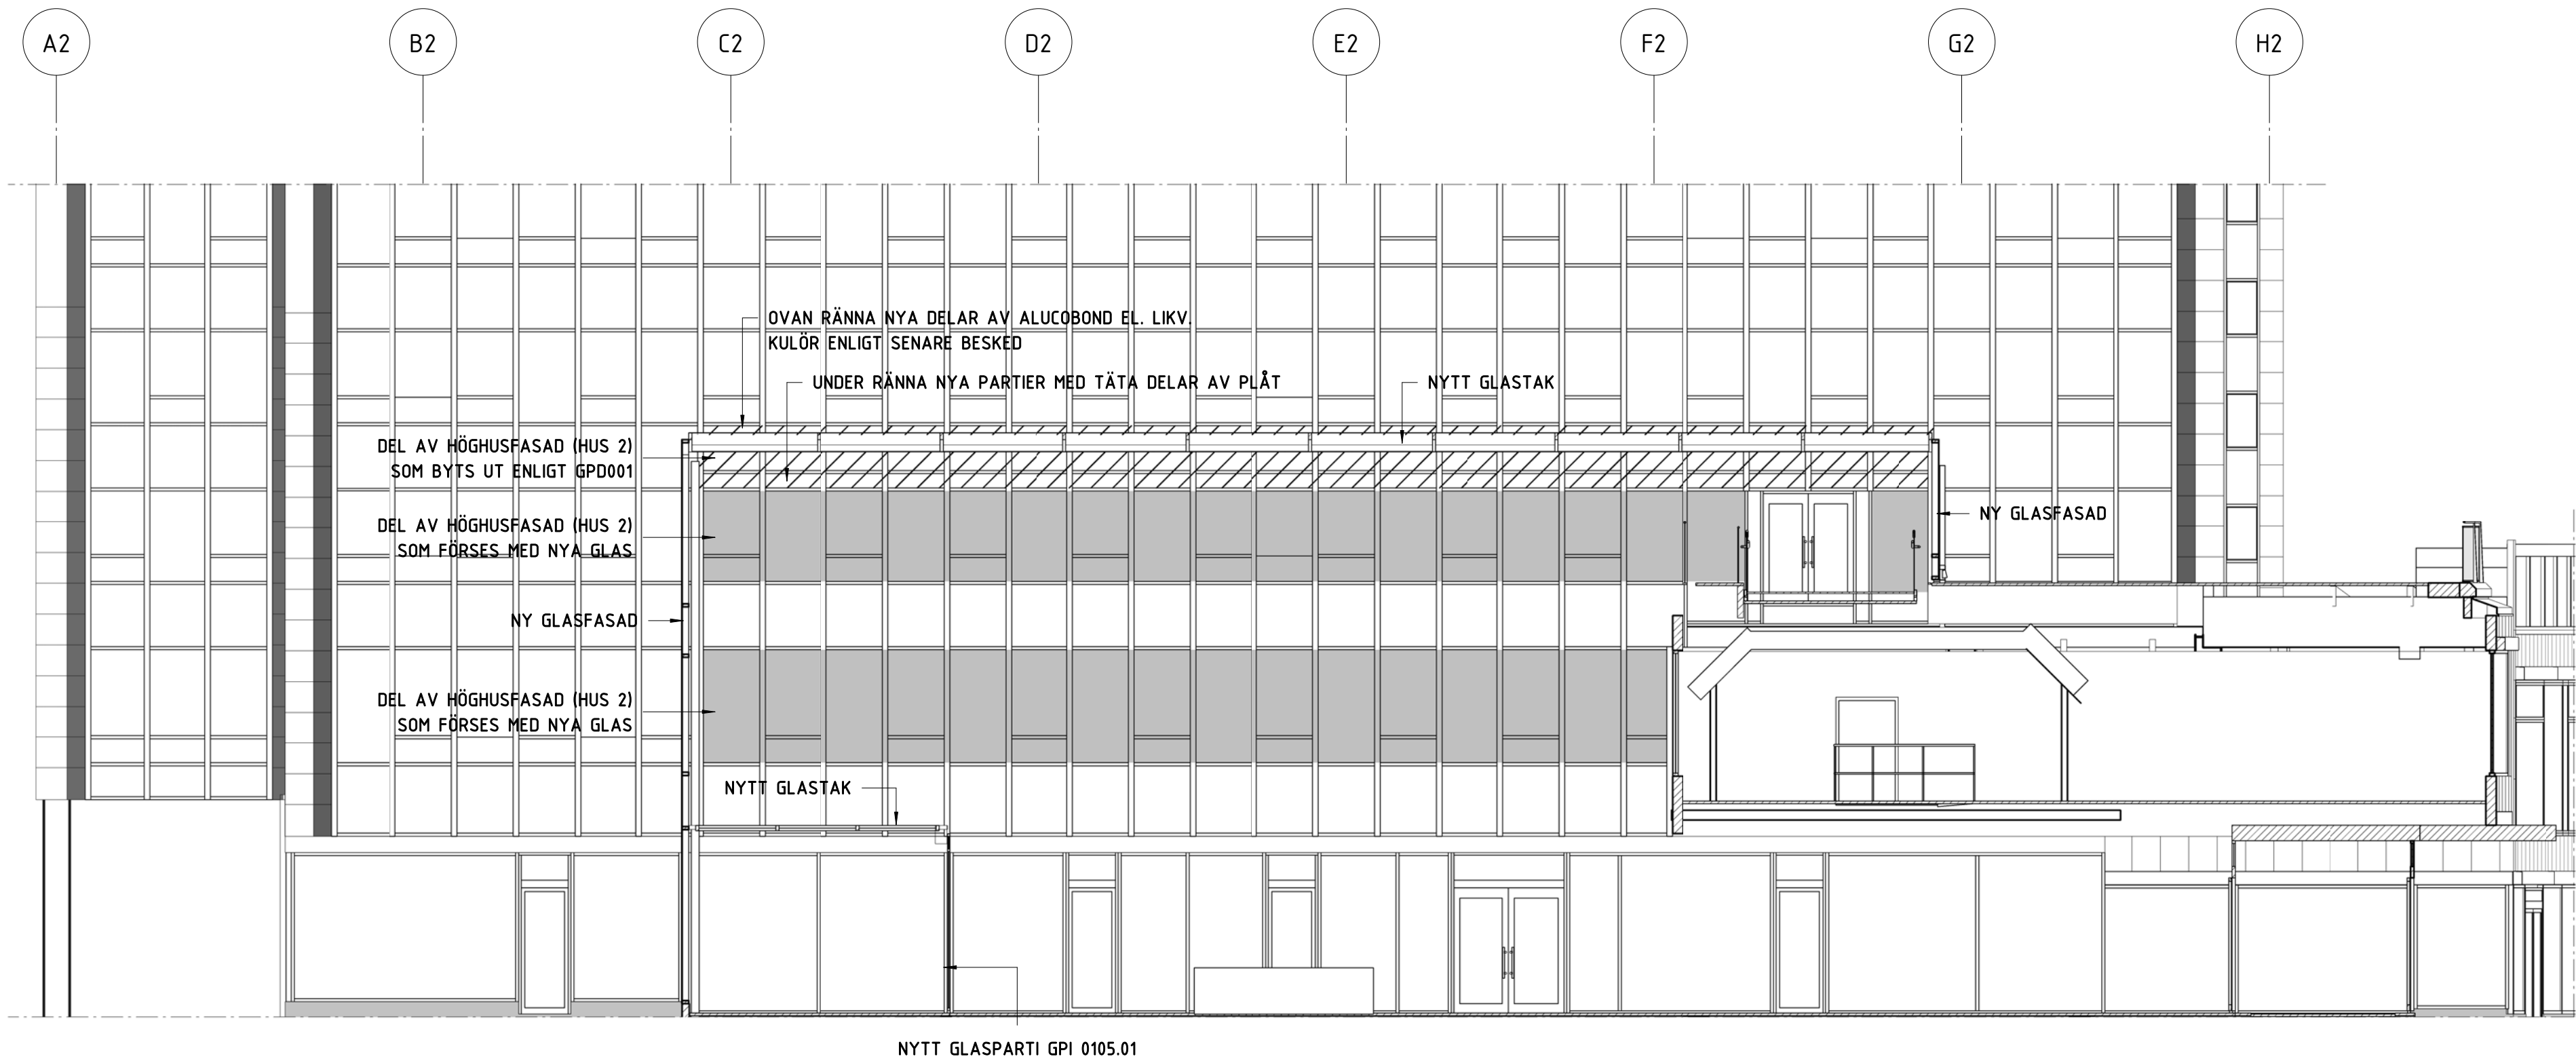 A2
B2
C2
D2
E2
F2
G2
H2
OVAN RÄNNA NYA DELAR AV ALUCOBOND EL. LIKV.
KULÖR ENLIGT SENARE BESKED
UNDER RÄNNA NYA PARTIER MED TÄTA DELAR AV PLÅT
NYTT GLASTAK
DEL AV HÖGHUSFASAD (HUS 2)
SOM BYTS UT ENLIGT GPD001
DEL AV HÖGHUSFASAD (HUS 2)
SOM FÖRSES MED NYA GLAS
NY GLASFASAD
NY GLASFASAD
DEL AV HÖGHUSFASAD (HUS 2)
SOM FÖRSES MED NYA GLAS
NYTT GLASTAK
NYTT GLASPARTI GPI 0105.01